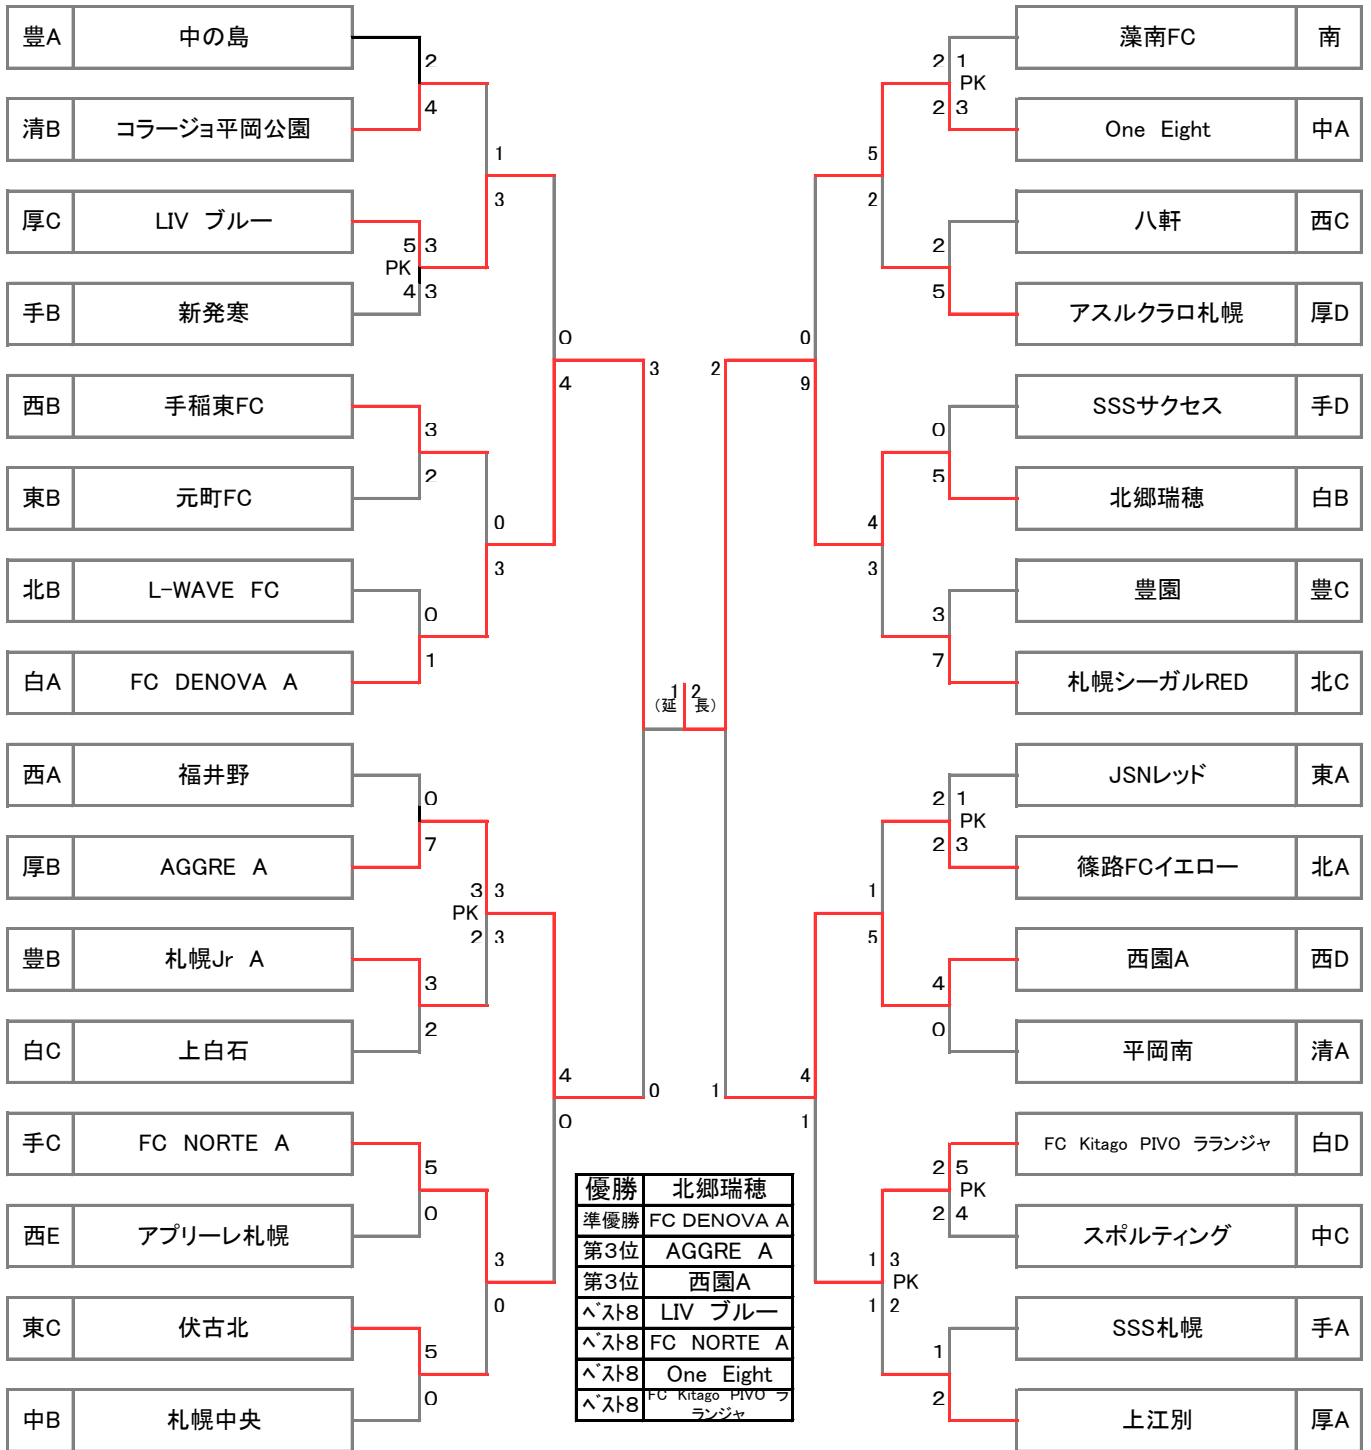 豊A 中の島
清B コラージョ平岡公園
厚C LIV ブルー
手B 新発寒
西B 手稲東FC
東B 元町FC
北B L-WAVE FC
白A FC DENOVA A
西A 福井野
厚B AGGRE A
豊B 札幌Jr A
白C 上白石
手C FC NORTE A
西E アプリーレ札幌
東C 伏古北
中B 札幌中央
2
4
5 3
PK
4 3
3
2
0
1
0
7
3
2
5
0
5
0
1
3
0
3
3 3
PK
2 3
3
0
0
4
4
0
3
0
1 2
(延 長)
2
1
0
9
4
1
5
2
4
3
1
5
1 3
PK
1 2
2 1
PK
2 3
2
5
0
5
3
7
2 1
PK
2 3
4
0
2 5
PK
2 4
1
2
藻南FC 南
One Eight 中A
八軒 西C
アスルクラロ札幌 厚D
SSSサクセス 手D
北郷瑞穂 白B
豊園 豊C
札幌シーガルRED 北C
JSNレッド 東A
篠路FCイエロー 北A
西園A 西D
平岡南 清A
FC Kitago PIVO ラランジャ 白D
スポルティング 中C
SSS札幌 手A
上江別 厚A
優勝 北郷瑞穂
準優勝 FC DENOVA A
第3位 AGGRE A
第3位 西園A
ベスト8 LIV ブルー
ベスト8 FC NORTE A
ベスト8 One Eight
ベスト8 FC Kitago PIVO ラ
ランジャ